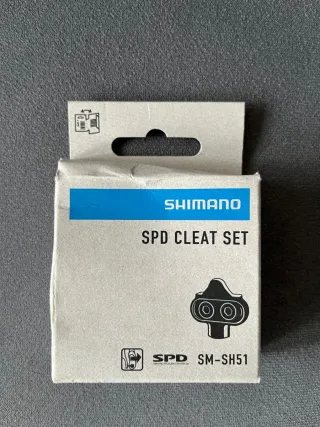 SHIMANO
SPD CLEAT SET
SPD SM-SH51